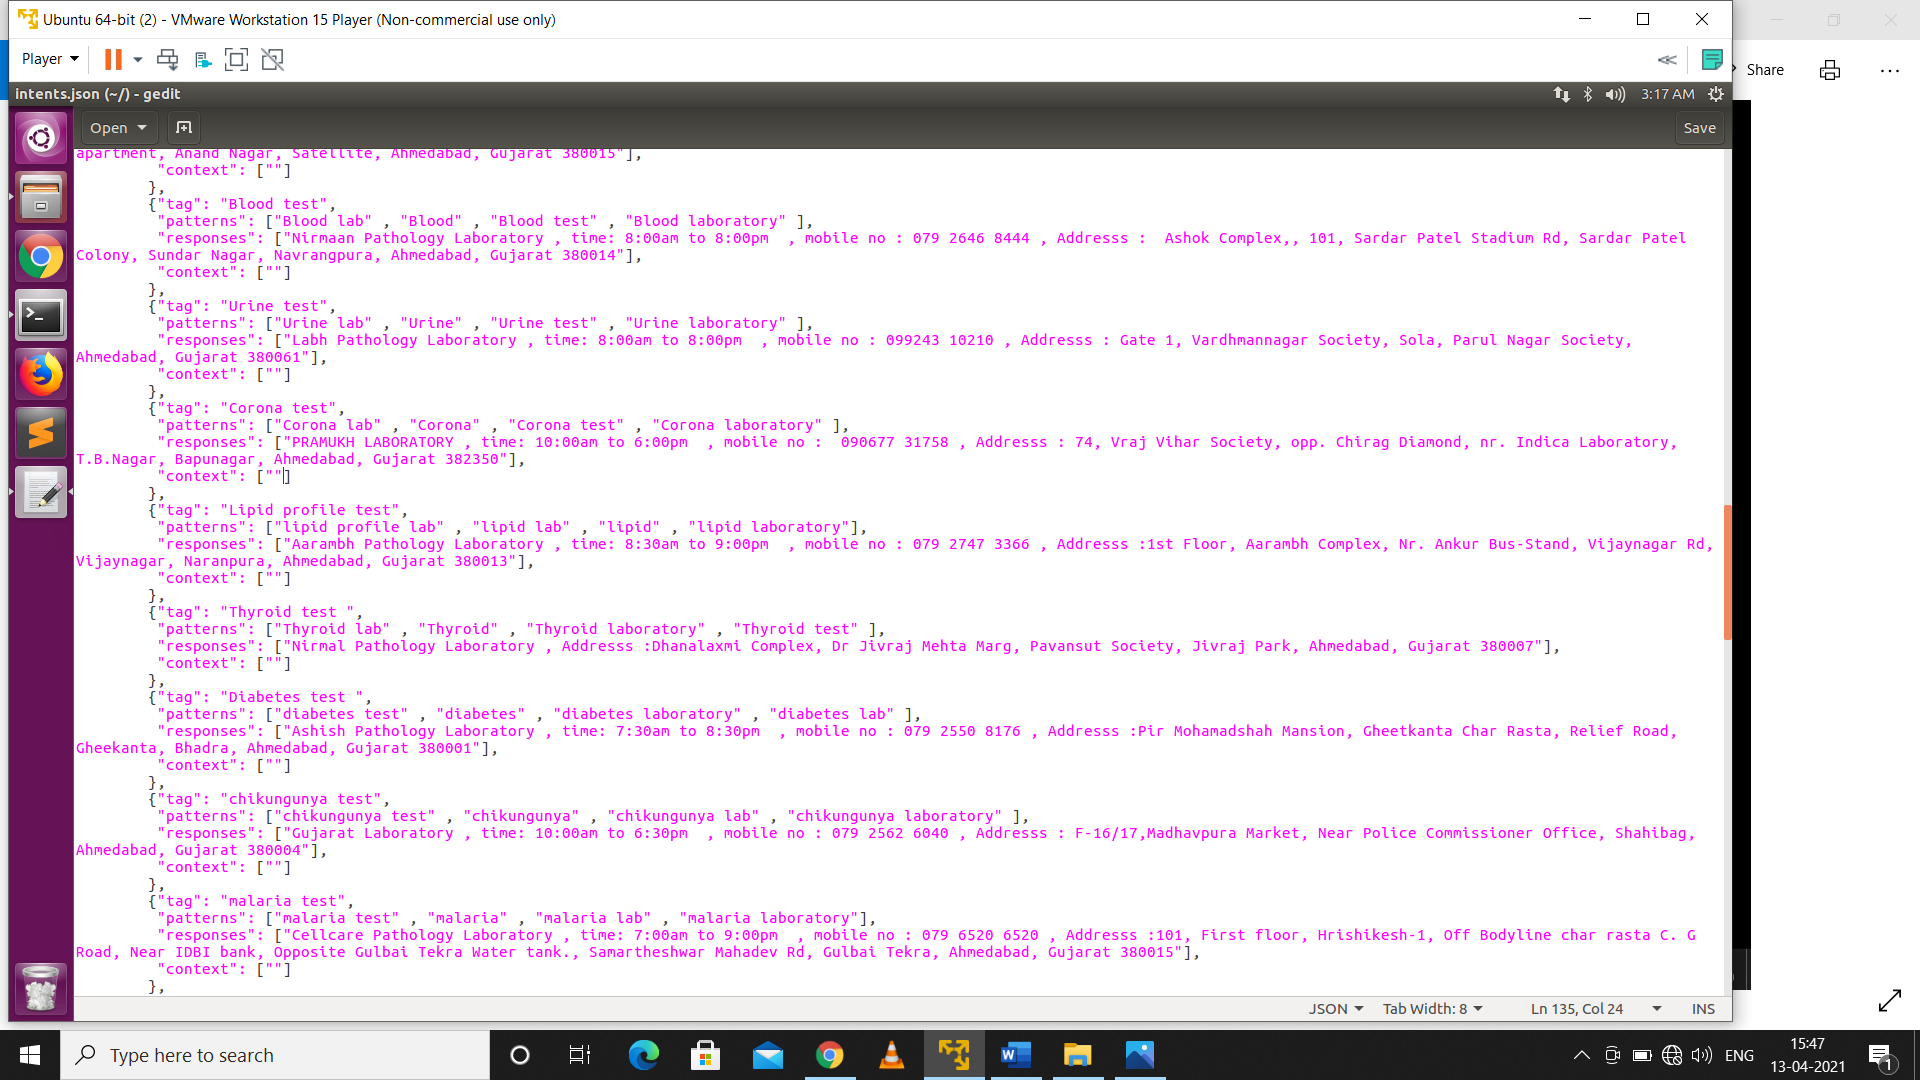 Ubuntu 64-bit (2) - VMware Workstation 15 Player (Non-commercial use only)
Player
Share
intents.json (~/) - gedit
3:17 AM
Open
Save
apartment, Anand Nagar, Satellite, Ahmedabad, Gujarat 380015"],
"context": [""]
},
{"tag": "Blood test",
"patterns": ["Blood lab" , "Blood" , "Blood test" , "Blood laboratory" ],
"responses": ["Nirmaan Pathology Laboratory , time: 8:00am to 8:00pm  , mobile no : 079 2646 8444 , Addresss :  Ashok Complex,, 101, Sardar Patel Stadium Rd, Sardar Patel
Colony, Sundar Nagar, Navrangpura, Ahmedabad, Gujarat 380014"],
"context": [""]
},
{"tag": "Urine test",
"patterns": ["Urine lab" , "Urine" , "Urine test" , "Urine laboratory" ],
"responses": ["Labh Pathology Laboratory , time: 8:00am to 8:00pm  , mobile no : 099243 10210 , Addresss : Gate 1, Vardhmannagar Society, Sola, Parul Nagar Society,
Ahmedabad, Gujarat 380061"],
"context": [""]
},
{"tag": "Corona test",
"patterns": ["Corona lab" , "Corona" , "Corona test" , "Corona laboratory" ],
"responses": ["PRAMUKH LABORATORY , time: 10:00am to 6:00pm  , mobile no :  090677 31758 , Addresss : 74, Vraj Vihar Society, opp. Chirag Diamond, nr. Indica Laboratory,
T.B.Nagar, Bapunagar, Ahmedabad, Gujarat 382350"],
"context": [""]
},
{"tag": "Lipid profile test",
"patterns": ["lipid profile lab" , "lipid lab" , "lipid" , "lipid laboratory"],
"responses": ["Aarambh Pathology Laboratory , time: 8:30am to 9:00pm  , mobile no : 079 2747 3366 , Addresss :1st Floor, Aarambh Complex, Nr. Ankur Bus-Stand, Vijaynagar Rd,
Vijaynagar, Naranpura, Ahmedabad, Gujarat 380013"],
"context": [""]
},
{"tag": "Thyroid test ",
"patterns": ["Thyroid lab" , "Thyroid" , "Thyroid laboratory" , "Thyroid test" ],
"responses": ["Nirmal Pathology Laboratory , Addresss :Dhanalaxmi Complex, Dr Jivraj Mehta Marg, Pavansut Society, Jivraj Park, Ahmedabad, Gujarat 380007"],
"context": [""]
},
{"tag": "Diabetes test ",
"patterns": ["diabetes test" , "diabetes" , "diabetes laboratory" , "diabetes lab" ],
"responses": ["Ashish Pathology Laboratory , time: 7:30am to 8:30pm  , mobile no : 079 2550 8176 , Addresss :Pir Mohamadshah Mansion, Gheetkanta Char Rasta, Relief Road,
Gheekanta, Bhadra, Ahmedabad, Gujarat 380001"],
"context": [""]
},
{"tag": "chikungunya test",
"patterns": ["chikungunya test" , "chikungunya" , "chikungunya lab" , "chikungunya laboratory" ],
"responses": ["Gujarat Laboratory , time: 10:00am to 6:30pm  , mobile no : 079 2562 6040 , Addresss : F-16/17,Madhavpura Market, Near Police Commissioner Office, Shahibag,
Ahmedabad, Gujarat 380004"],
"context": [""]
},
{"tag": "malaria test",
"patterns": ["malaria test" , "malaria" , "malaria lab" , "malaria laboratory"],
"responses": ["Cellcare Pathology Laboratory , time: 7:00am to 9:00pm  , mobile no : 079 6520 6520 , Addresss :101, First floor, Hrishikesh-1, Off Bodyline char rasta C. G
Road, Near IDBI bank, Opposite Gulbai Tekra Water tank., Samartheshwar Mahadev Rd, Gulbai Tekra, Ahmedabad, Gujarat 380015"],
"context": [""]
},
JSON
Tab Width: 8
Ln 135, Col 24
INS
Type here to search
ENG
15:47
13-04-2021
1